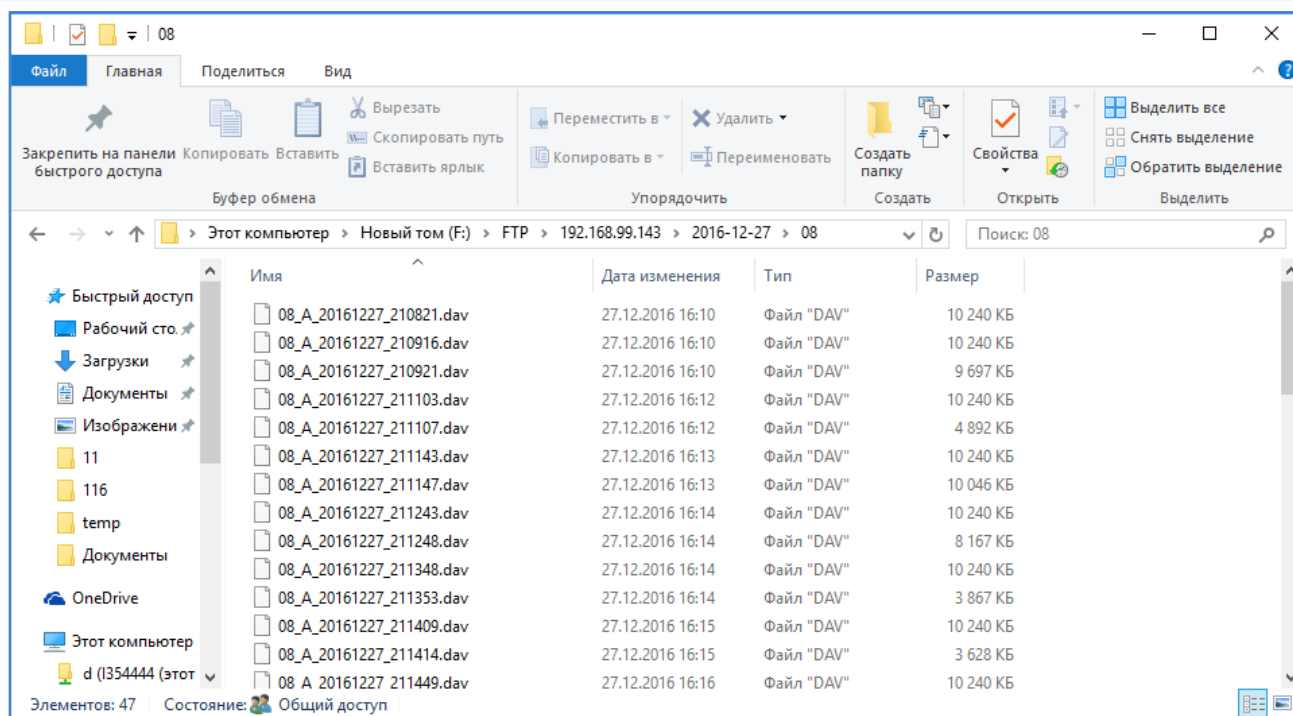 08
Файл Главная Поделиться Вид
Закрепить на панели быстрого доступа
Копировать
Вставить
Вырезать
Скопировать путь
Вставить ярлык
Переместить в
Копировать в
Удалить
Переименовать
Создать папку
Свойства
Выделить все
Снять выделение
Обратить выделение
Буфер обмена Упорядочить Создать Открыть Выделить
Этот компьютер > Новый том (F:) > FTP > 192.168.99.143 > 2016-12-27 > 08
Поиск: 08
Быстрый доступ
Рабочий сто.
Загрузки
Документы
Изображени
11
116
temp
Документы
OneDrive
Этот компьютер
d (I354444 (этот
Имя Дата изменения Тип Размер
08_A_20161227_210821.dav 27.12.2016 16:10 Файл "DAV" 10 240 КБ
08_A_20161227_210916.dav 27.12.2016 16:10 Файл "DAV" 10 240 КБ
08_A_20161227_210921.dav 27.12.2016 16:10 Файл "DAV" 9 697 КБ
08_A_20161227_211103.dav 27.12.2016 16:12 Файл "DAV" 10 240 КБ
08_A_20161227_211107.dav 27.12.2016 16:12 Файл "DAV" 4 892 КБ
08_A_20161227_211143.dav 27.12.2016 16:13 Файл "DAV" 10 240 КБ
08_A_20161227_211147.dav 27.12.2016 16:13 Файл "DAV" 10 046 КБ
08_A_20161227_211243.dav 27.12.2016 16:14 Файл "DAV" 10 240 КБ
08_A_20161227_211248.dav 27.12.2016 16:14 Файл "DAV" 8 167 КБ
08_A_20161227_211348.dav 27.12.2016 16:14 Файл "DAV" 10 240 КБ
08_A_20161227_211353.dav 27.12.2016 16:14 Файл "DAV" 3 867 КБ
08_A_20161227_211409.dav 27.12.2016 16:15 Файл "DAV" 10 240 КБ
08_A_20161227_211414.dav 27.12.2016 16:15 Файл "DAV" 3 628 КБ
08_A_20161227_211449.dav 27.12.2016 16:16 Файл "DAV" 10 240 КБ
Элементов: 47 Состояние: Общий доступ